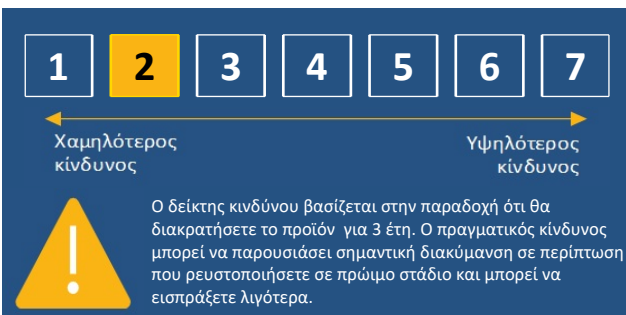 1 2 3 4 5 6 7
Χαμηλότερος Υψηλότερος
κίνδυνος κίνδυνος
Ο δείκτης κινδύνου βασίζεται στην παραδοχή ότι θα
διακρατήσετε το προϊόν για 3 έτη. Ο πραγματικός κίνδυνος
μπορεί να παρουσιάσει σημαντική διακύμανση σε περίπτωση
που ρευστοποιήσετε σε πρώιμο στάδιο και μπορεί να
εισπράξετε λιγότερα.